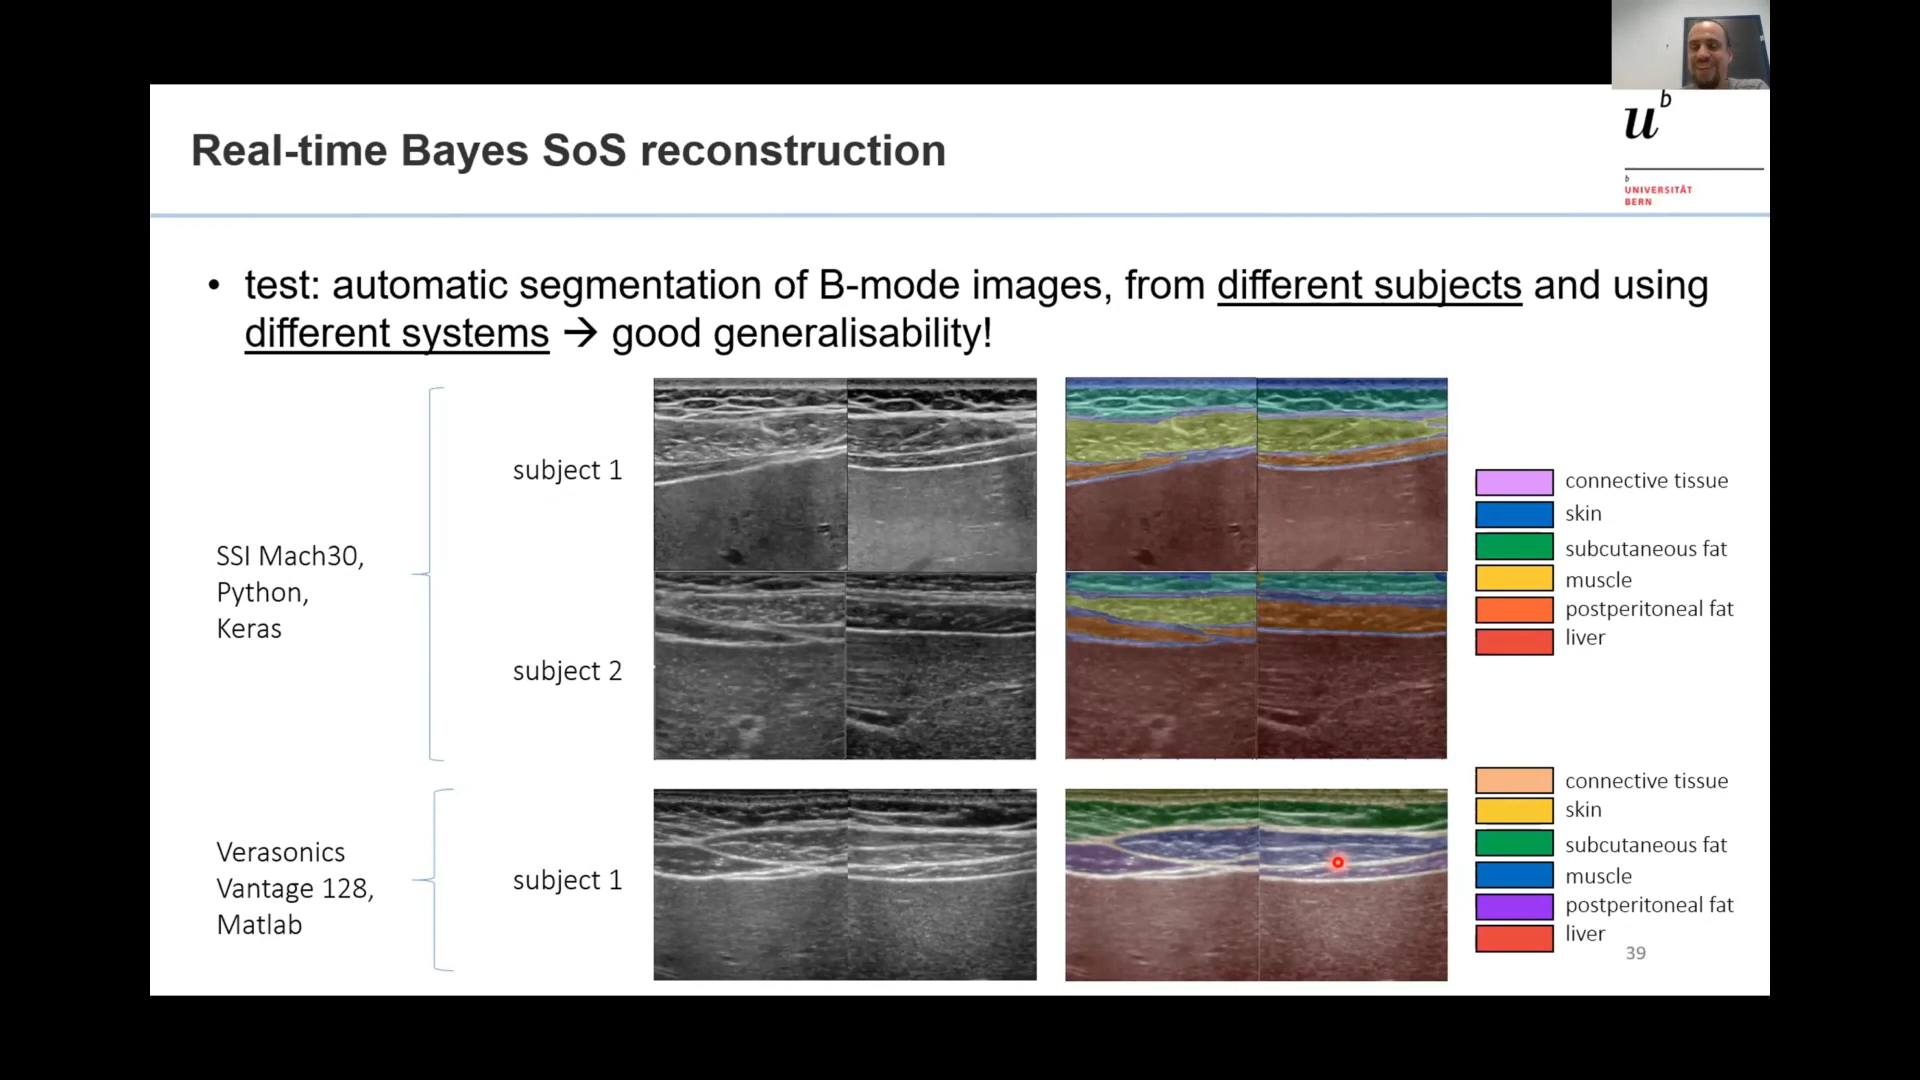 u
b
b
UNIVERSITÄT
BERN
Real-time Bayes SoS reconstruction
• test: automatic segmentation of B-mode images, from different subjects and using
different systems → good generalisability!
SSI Mach30,
Python,
Keras
subject 1
subject 2
connective tissue
skin
subcutaneous fat
muscle
postperitoneal fat
liver
Verasonics
Vantage 128,
Matlab
subject 1
connective tissue
skin
subcutaneous fat
muscle
postperitoneal fat
liver
39